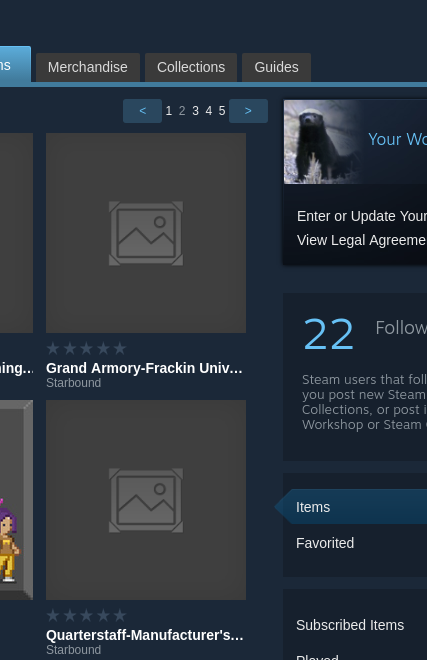 ns Merchandise Collections Guides
< 1 2 3 4 5 >
ning... Grand Armory-Frackin Univ...
Starbound
Quarterstaff-Manufacturer's...
Starbound
Your Wo
Enter or Update Your
View Legal Agreeme
22 Follow
Steam users that foll
you post new Steam
Collections, or post i
Workshop or Steam
Items
Favorited
Subscribed Items
Played